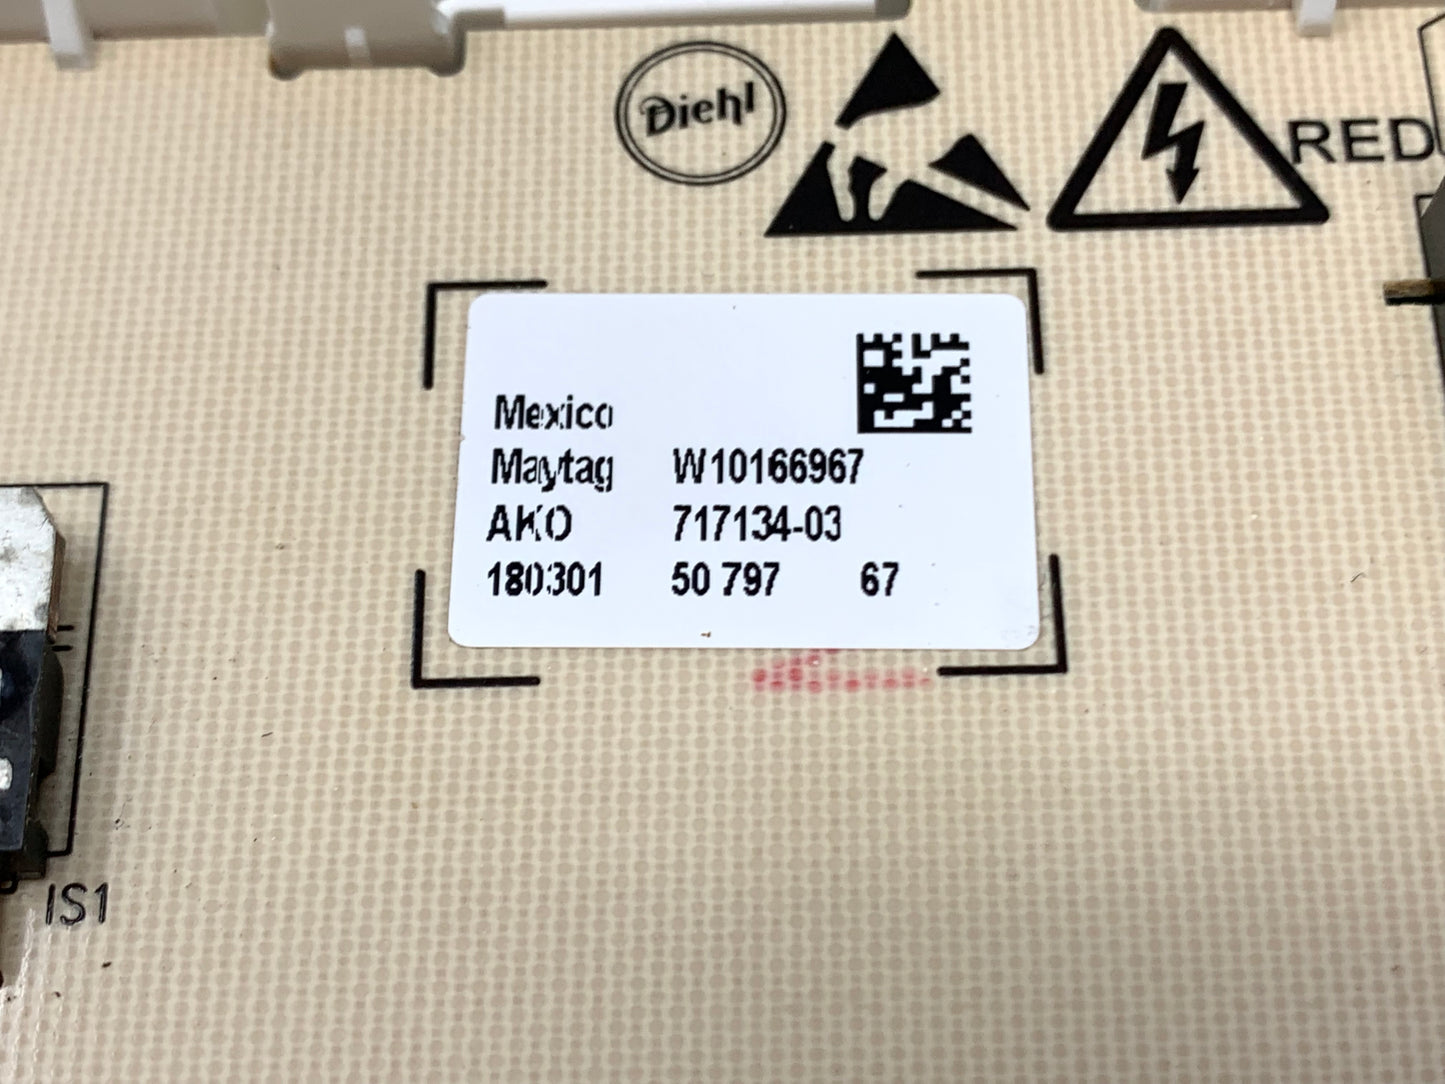 Diehl
RED
Mexico
Maytag W10166967
AKO 717134-03
180301 50 797 67
IS1